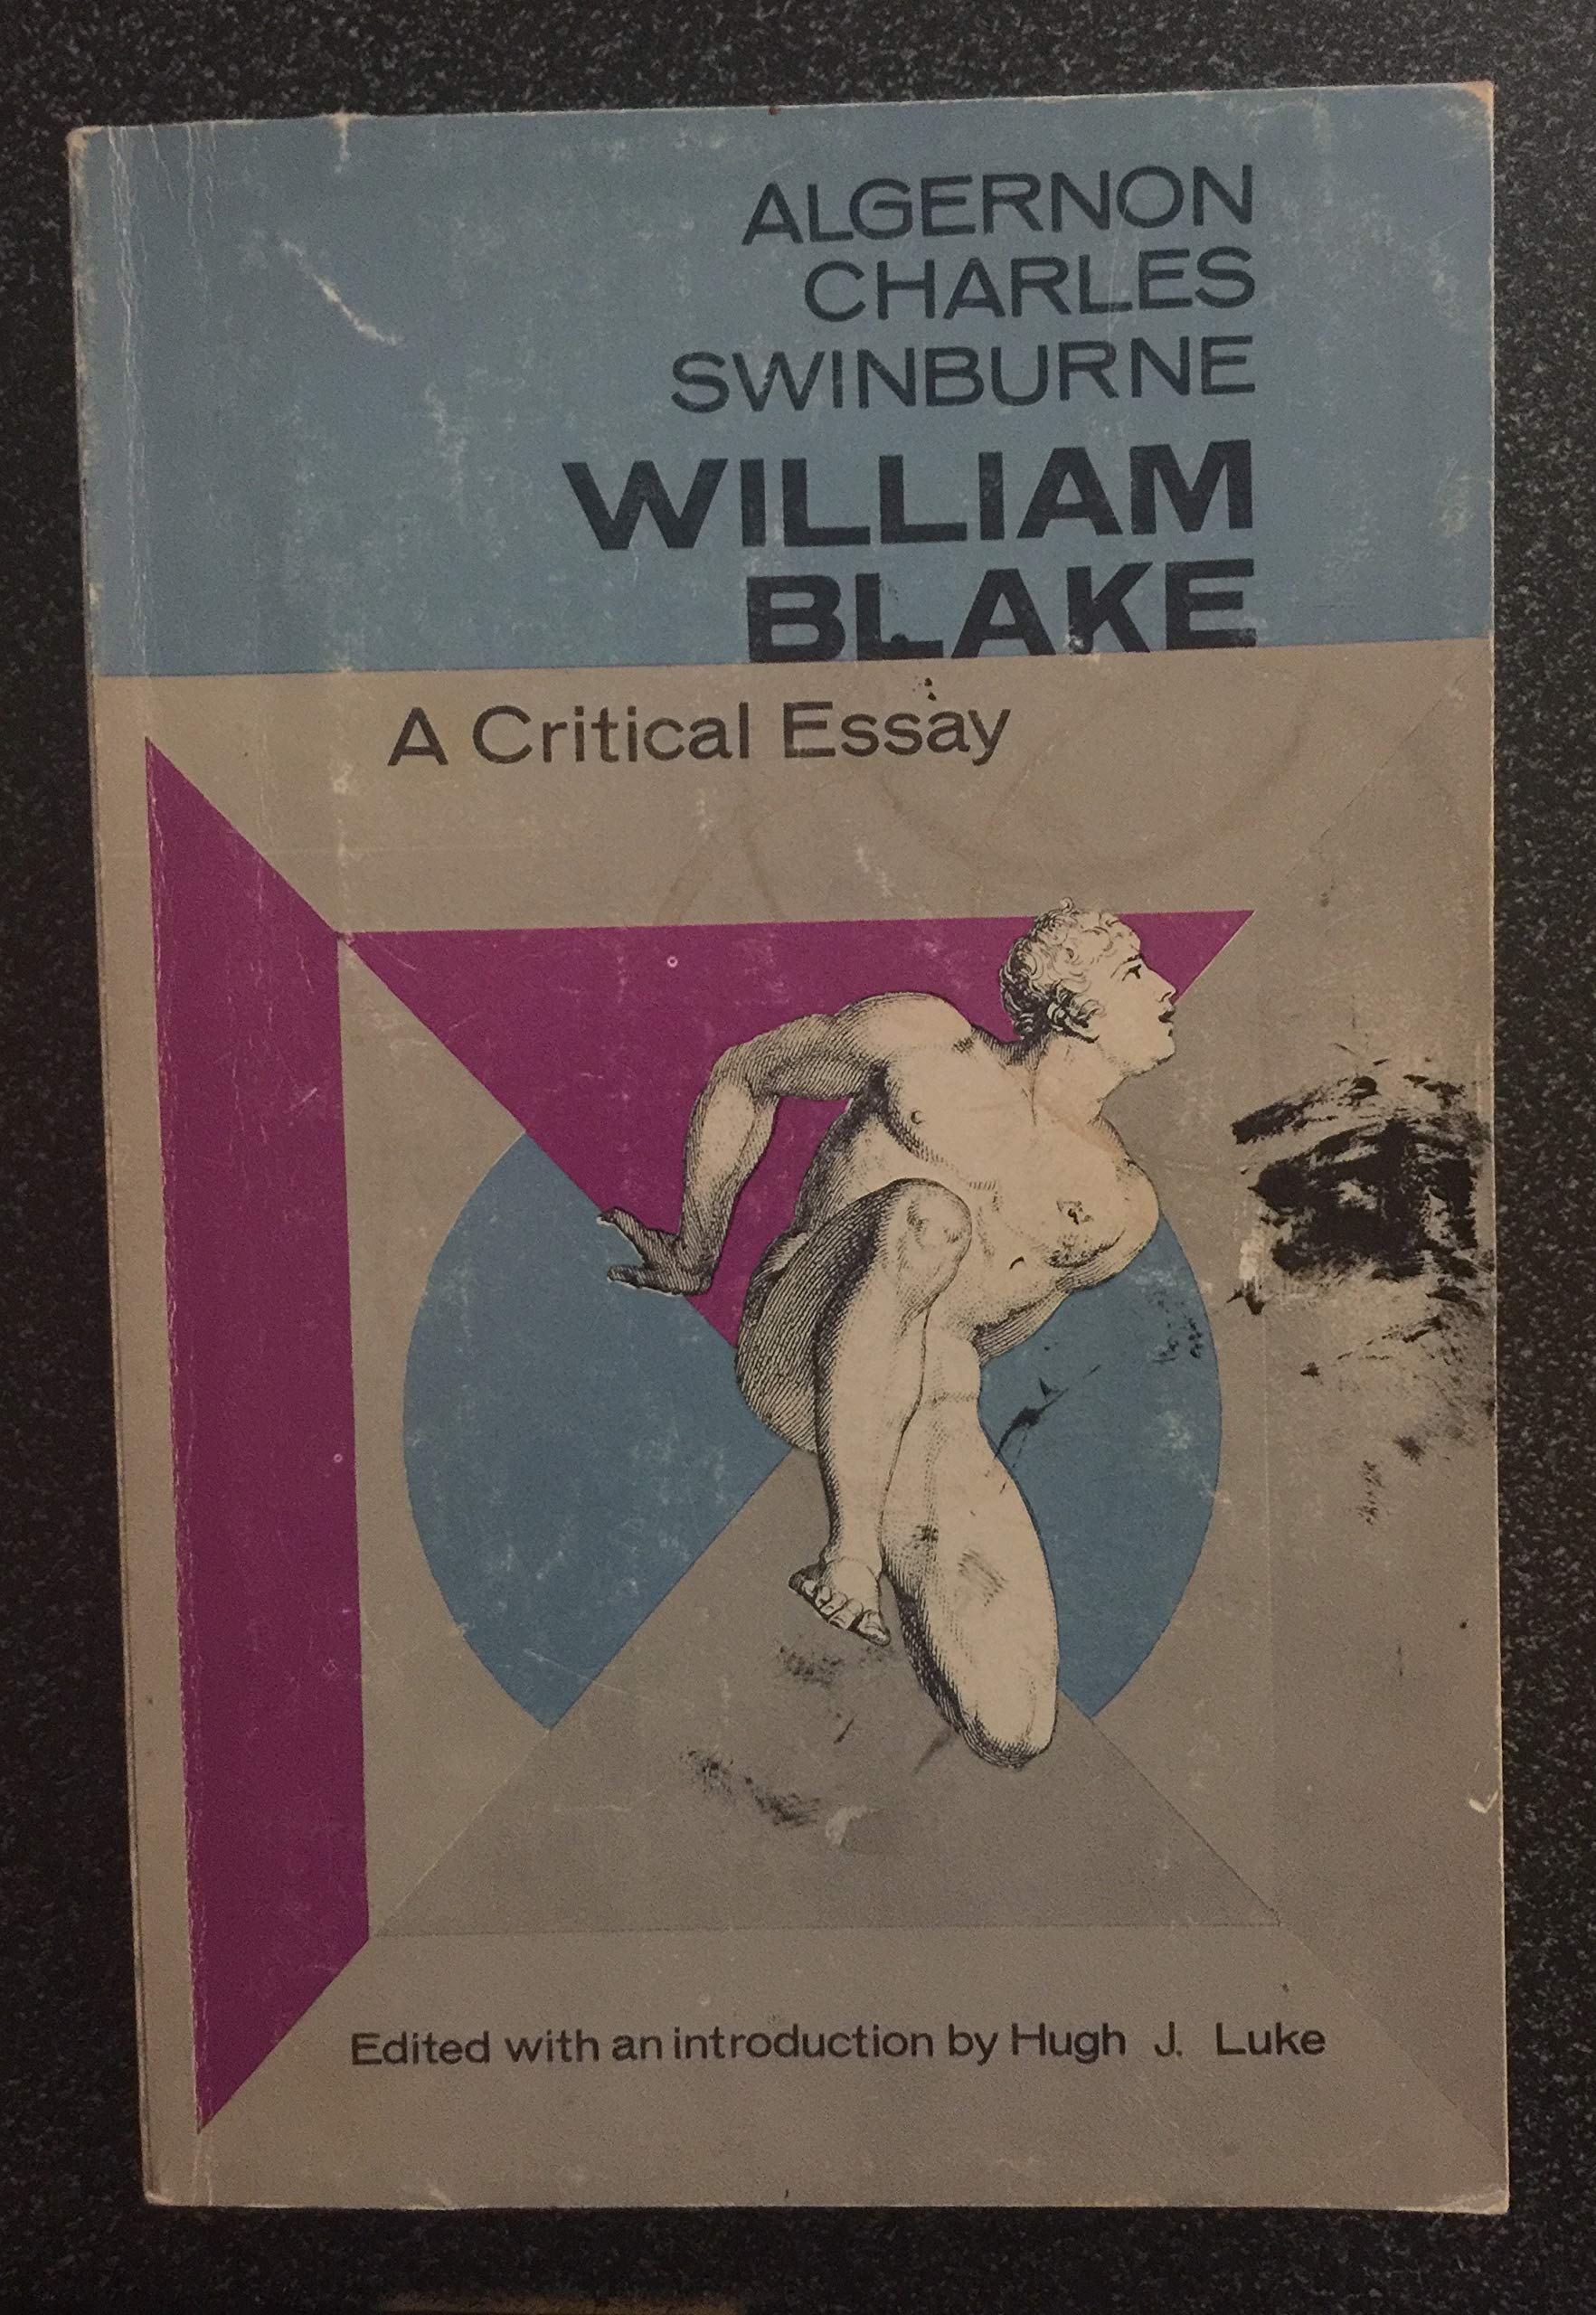 ALGERNON
CHARLES
SWINBURNE
WILLIAM
BLAKE
A Critical Essay
Edited with an introduction by Hugh J. Luke